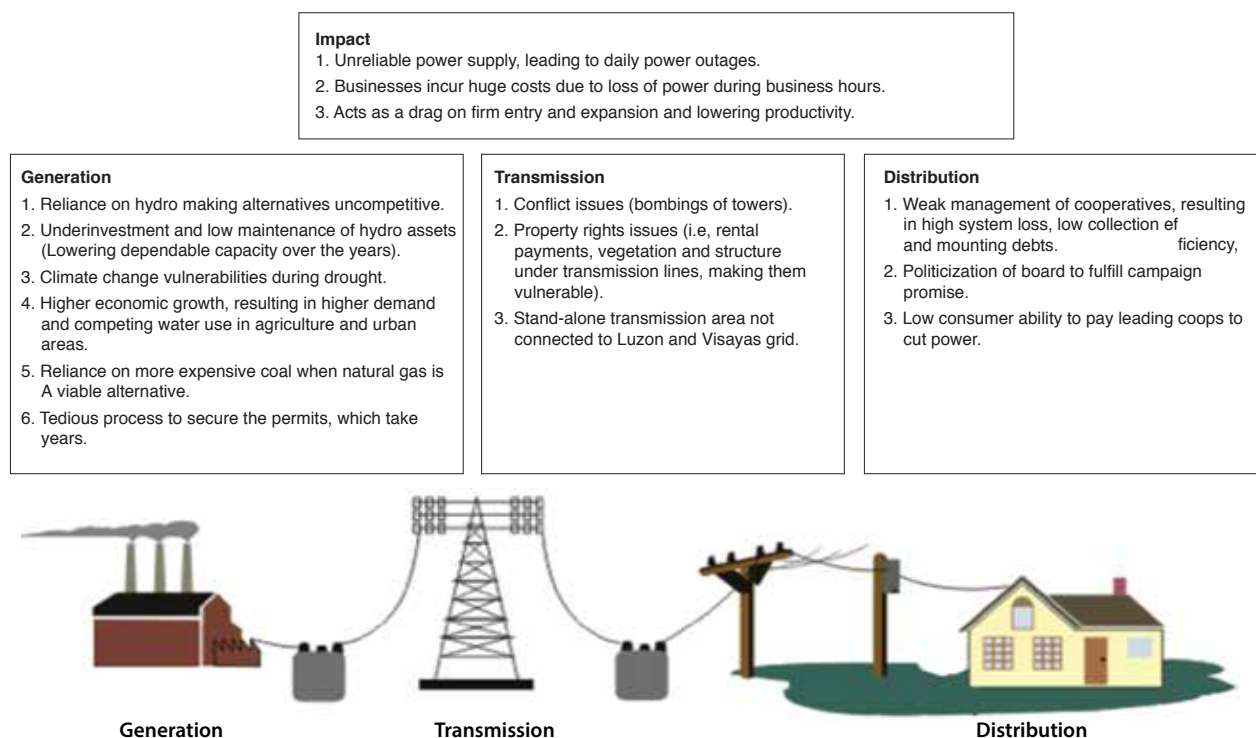 Impact
1. Unreliable power supply, leading to daily power outages.
2. Businesses incur huge costs due to loss of power during business hours.
3. Acts as a drag on firm entry and expansion and lowering productivity.
Generation
1. Reliance on hydro making alternatives uncompetitive.
2. Underinvestment and low maintenance of hydro assets
(Lowering dependable capacity over the years).
3. Climate change vulnerabilities during drought.
4. Higher economic growth, resulting in higher demand
and competing water use in agriculture and urban
areas.
5. Reliance on more expensive coal when natural gas is
A viable alternative.
6. Tedious process to secure the permits, which take
years.
Transmission
1. Conflict issues (bombings of towers).
2. Property rights issues (i.e, rental
payments, vegetation and structure
under transmission lines, making them
vulnerable).
3. Stand-alone transmission area not
connected to Luzon and Visayas grid.
Distribution
1. Weak management of cooperatives, resulting
in high system loss, low collection ef
and mounting debts. ficiency,
2. Politicization of board to fulfill campaign
promise.
3. Low consumer ability to pay leading coops to
cut power.
Generation
Transmission
Distribution